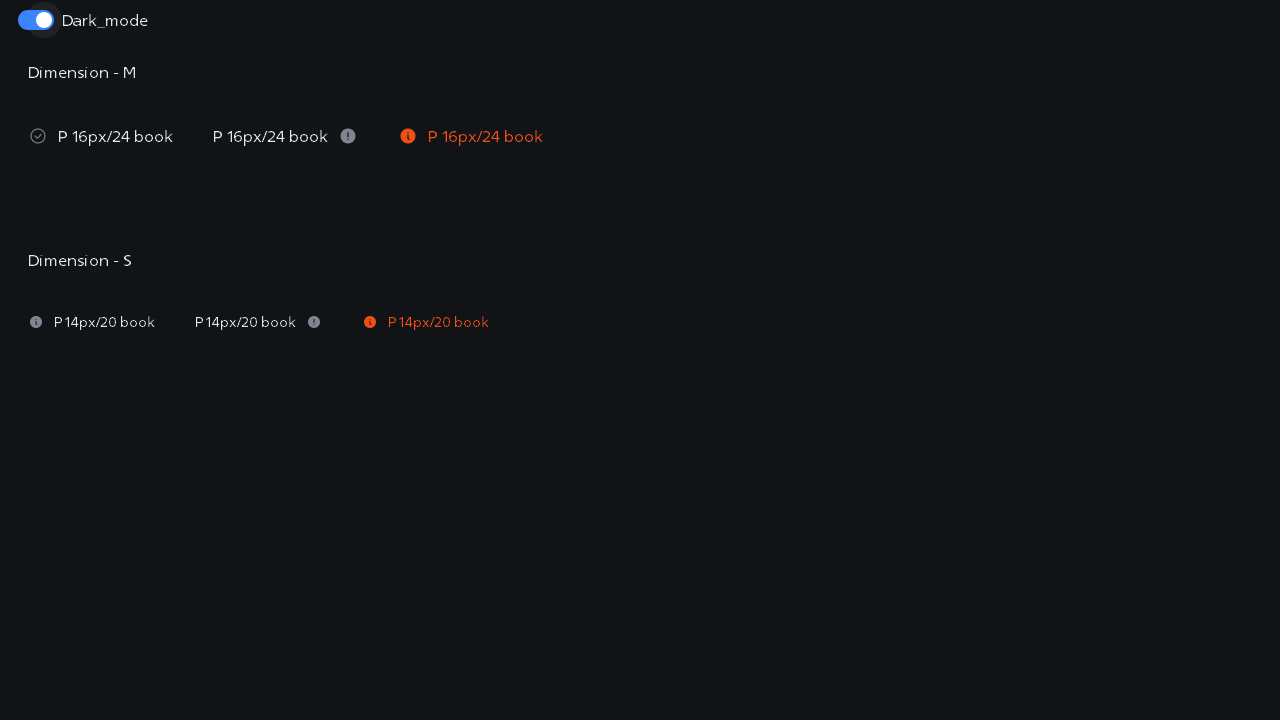 Dark_mode
Dimension - M
P 16px/24 book P 16px/24 book P 16px/24 book
Dimension - S
P 14px/20 book P 14px/20 book P 14px/20 book